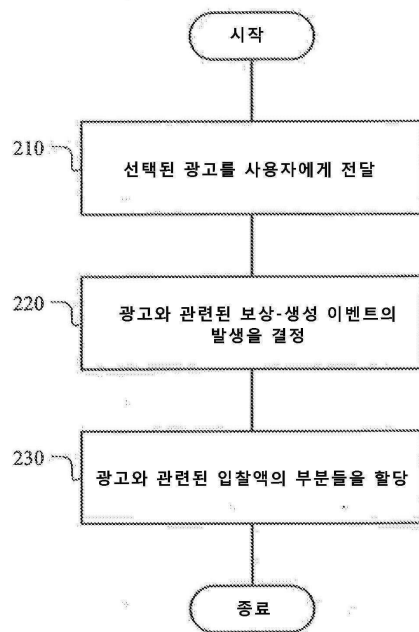 시작
210
선택된 광고를 사용자에게 전달
220
광고와 관련된 보상-생성 이벤트의
발생을 결정
230
광고와 관련된 입찰액의 부분들을 할당
종료